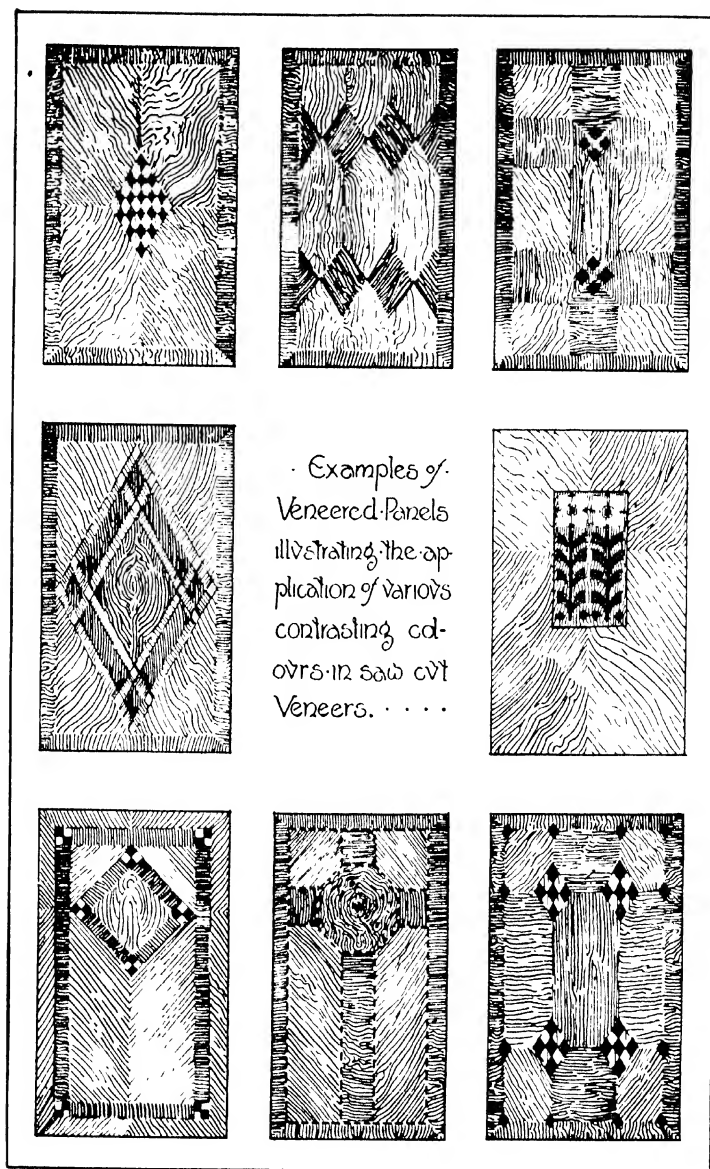 · Examples of ·
Veneered · Panels
illustrating · the · ap-
plication of various
contrasting col-
ours · in saw cut
Veneers. · · · ·